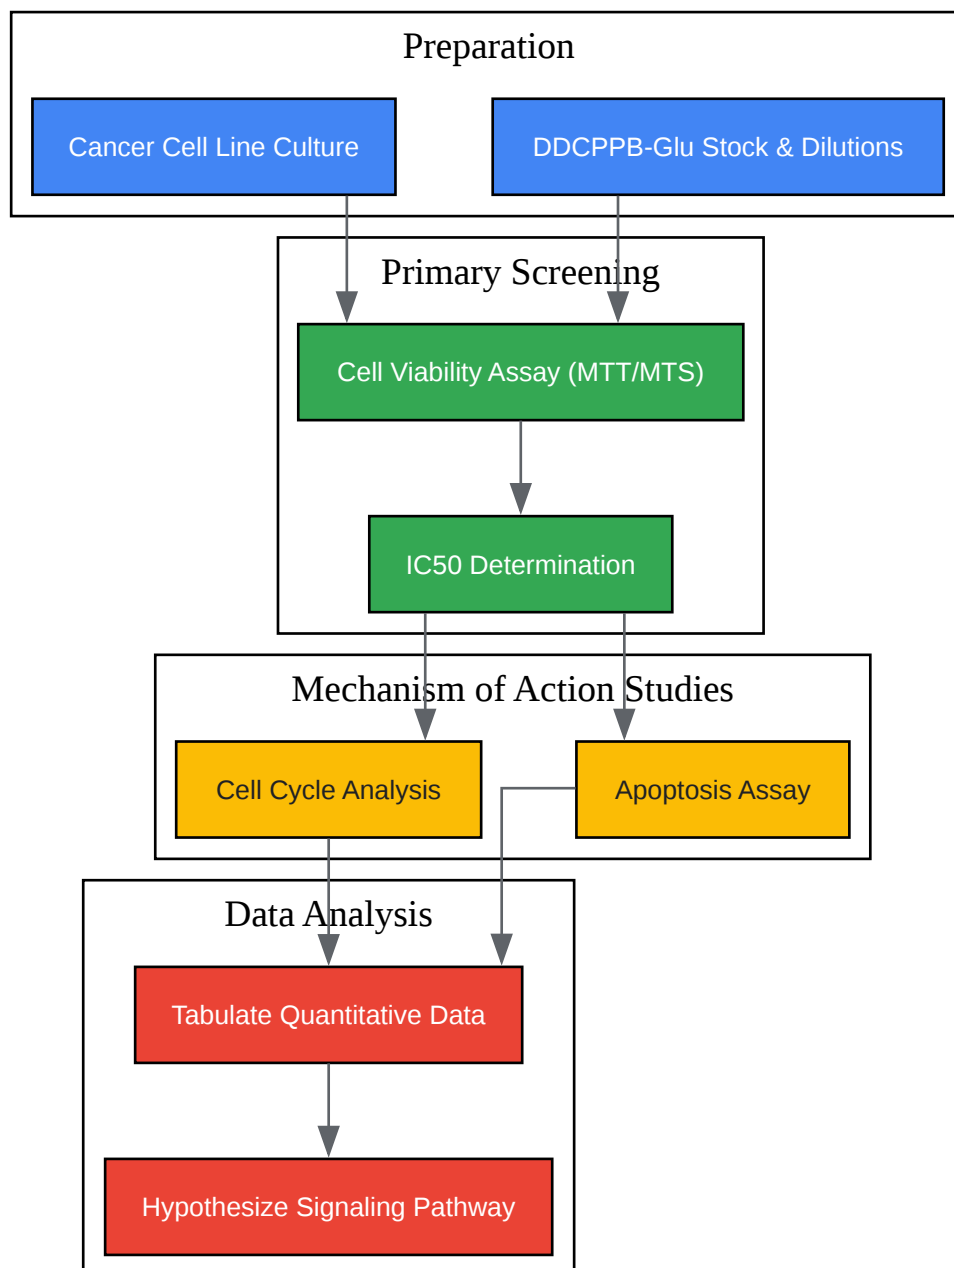 Preparation
Cancer Cell Line Culture
DDCPPB-Glu Stock & Dilutions
Primary Screening
Cell Viability Assay (MTT/MTS)
IC50 Determination
Mechanism of Action Studies
Cell Cycle Analysis
Apoptosis Assay
Data Analysis
Tabulate Quantitative Data
Hypothesize Signaling Pathway